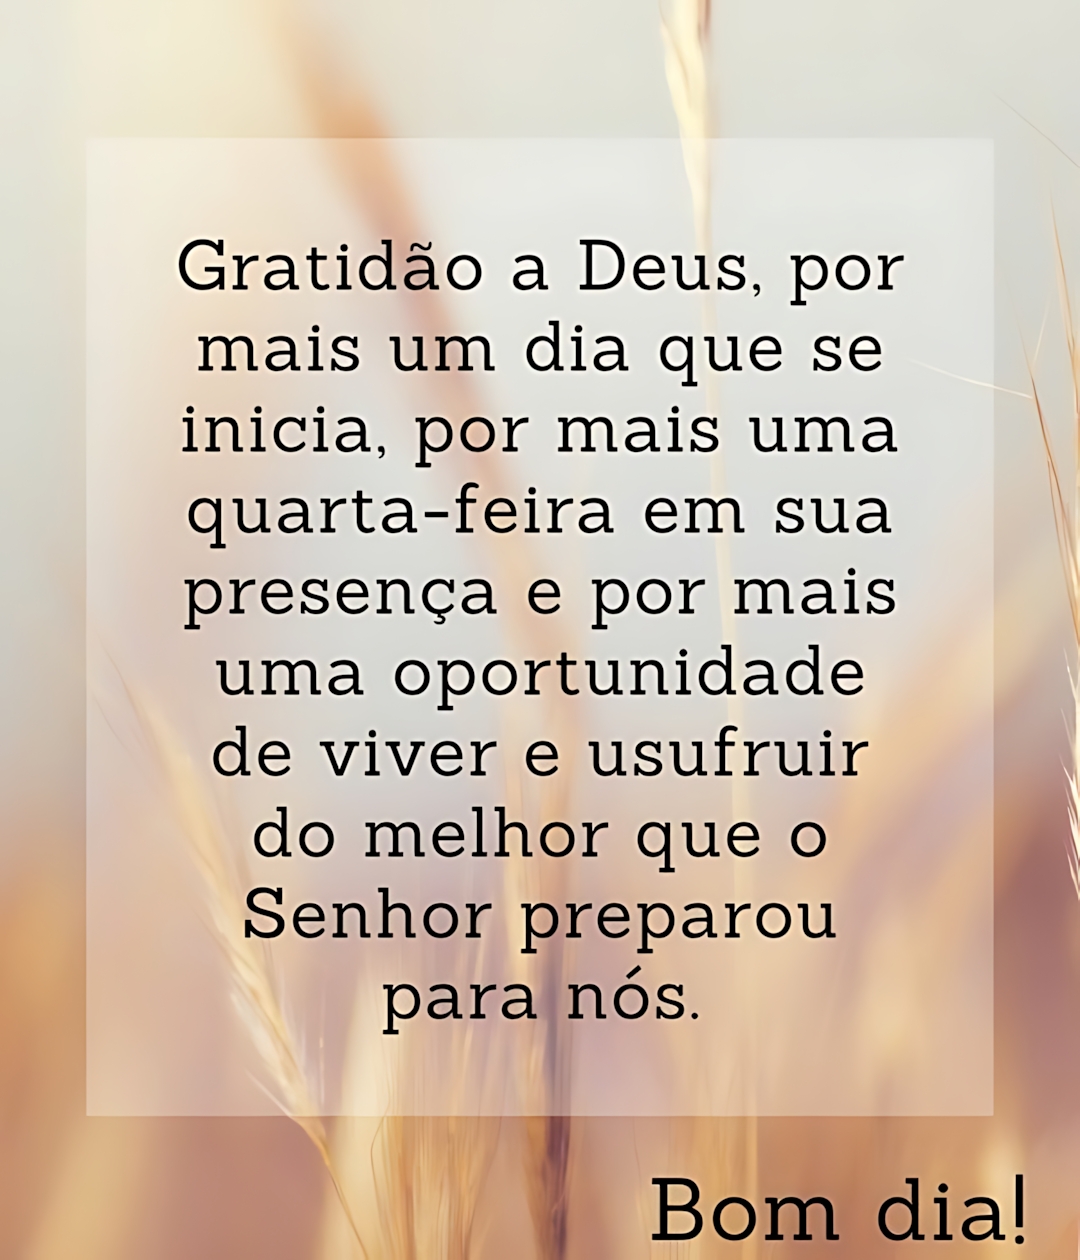 Gratidão a Deus, por
mais um dia que se
inicia, por mais uma
quarta-feira em sua
presença e por mais
uma oportunidade
de viver e usufruir
do melhor que o
Senhor preparou
para nós.
Bom dia!